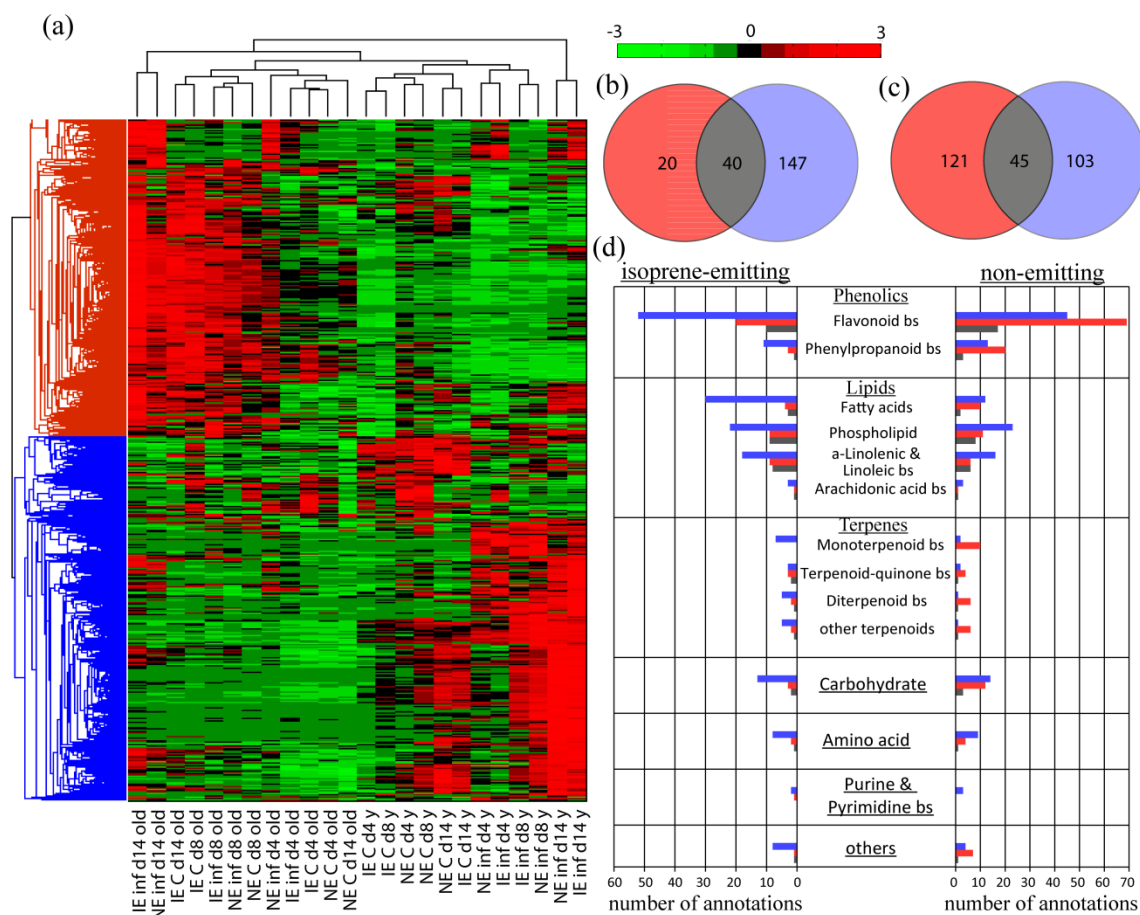 (a)
-3 0 3
(b)
20 40 147
(c)
121 45 103
IE inf d14 old
NE inf d14 old
IE C d14 old
IE C d8 old
NE inf d8 old
IE inf d8 old
NE C d8 old
NE inf d4 old
IE inf d4 old
IE C d4 old
NE C d4 old
NE C d14 old
IE C d4 y
IE C d8 y
NE C d4 y
NE C d8 y
NE C d14 y
IE C d14 y
NE inf d4 y
IE inf d4 y
IE inf d8 y
NE inf d8 y
NE inf d14 y
IE inf d14 y
(d)
isoprene-emitting
non-emitting
Phenolics
Flavonoid bs
Phenylpropanoid bs
Lipids
Fatty acids
Phospholipid
a-Linolenic &
Linoleic bs
Arachidonic acid bs
Terpenes
Monoterpenoid bs
Terpenoid-quinone bs
Diterpenoid bs
other terpenoids
Carbohydrate
Amino acid
Purine &
Pyrimidine bs
others
60 50 40 30 20 10 0
0 10 20 30 40 50 60 70
number of annotations
number of annotations